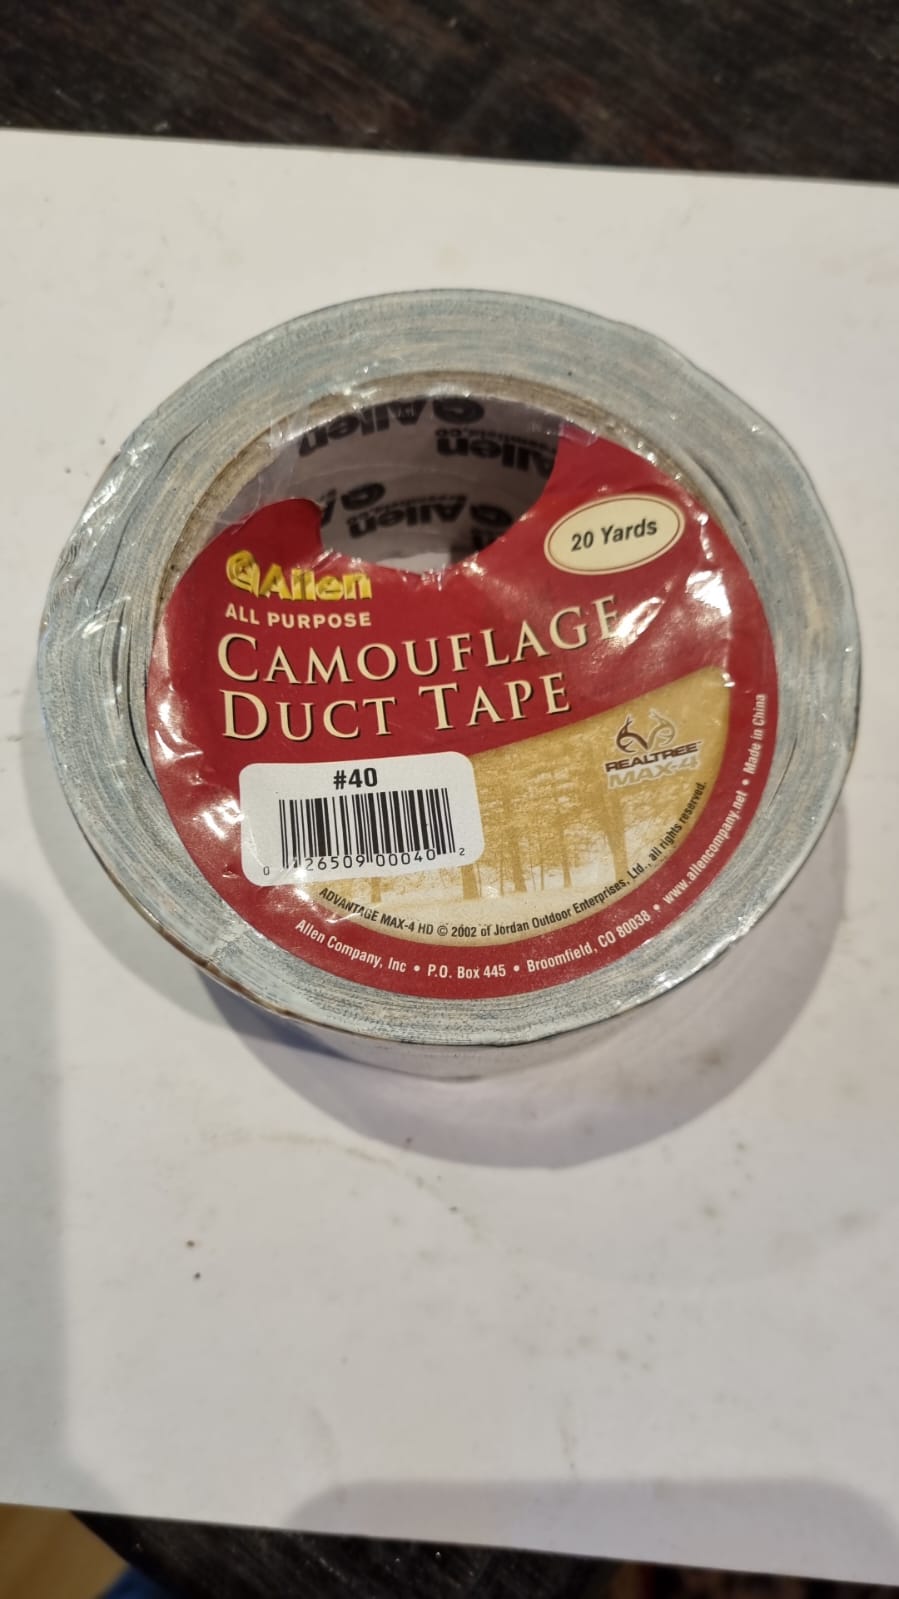 Allen
Allen
Allen
Allen
20 Yards
Allen
ALL PURPOSE
CAMOUFLAGE
DUCT TAPE
REALTREE
MAX-4
#40
0 26509 00040 2
ADVANTAGE MAX-4 HD © 2002 of Jordan Outdoor Enterprises, Ltd., all rights reserved.
Allen Company, Inc • P.O. Box 445 • Broomfield, CO 80038 • www.allencompany.net • Made in China